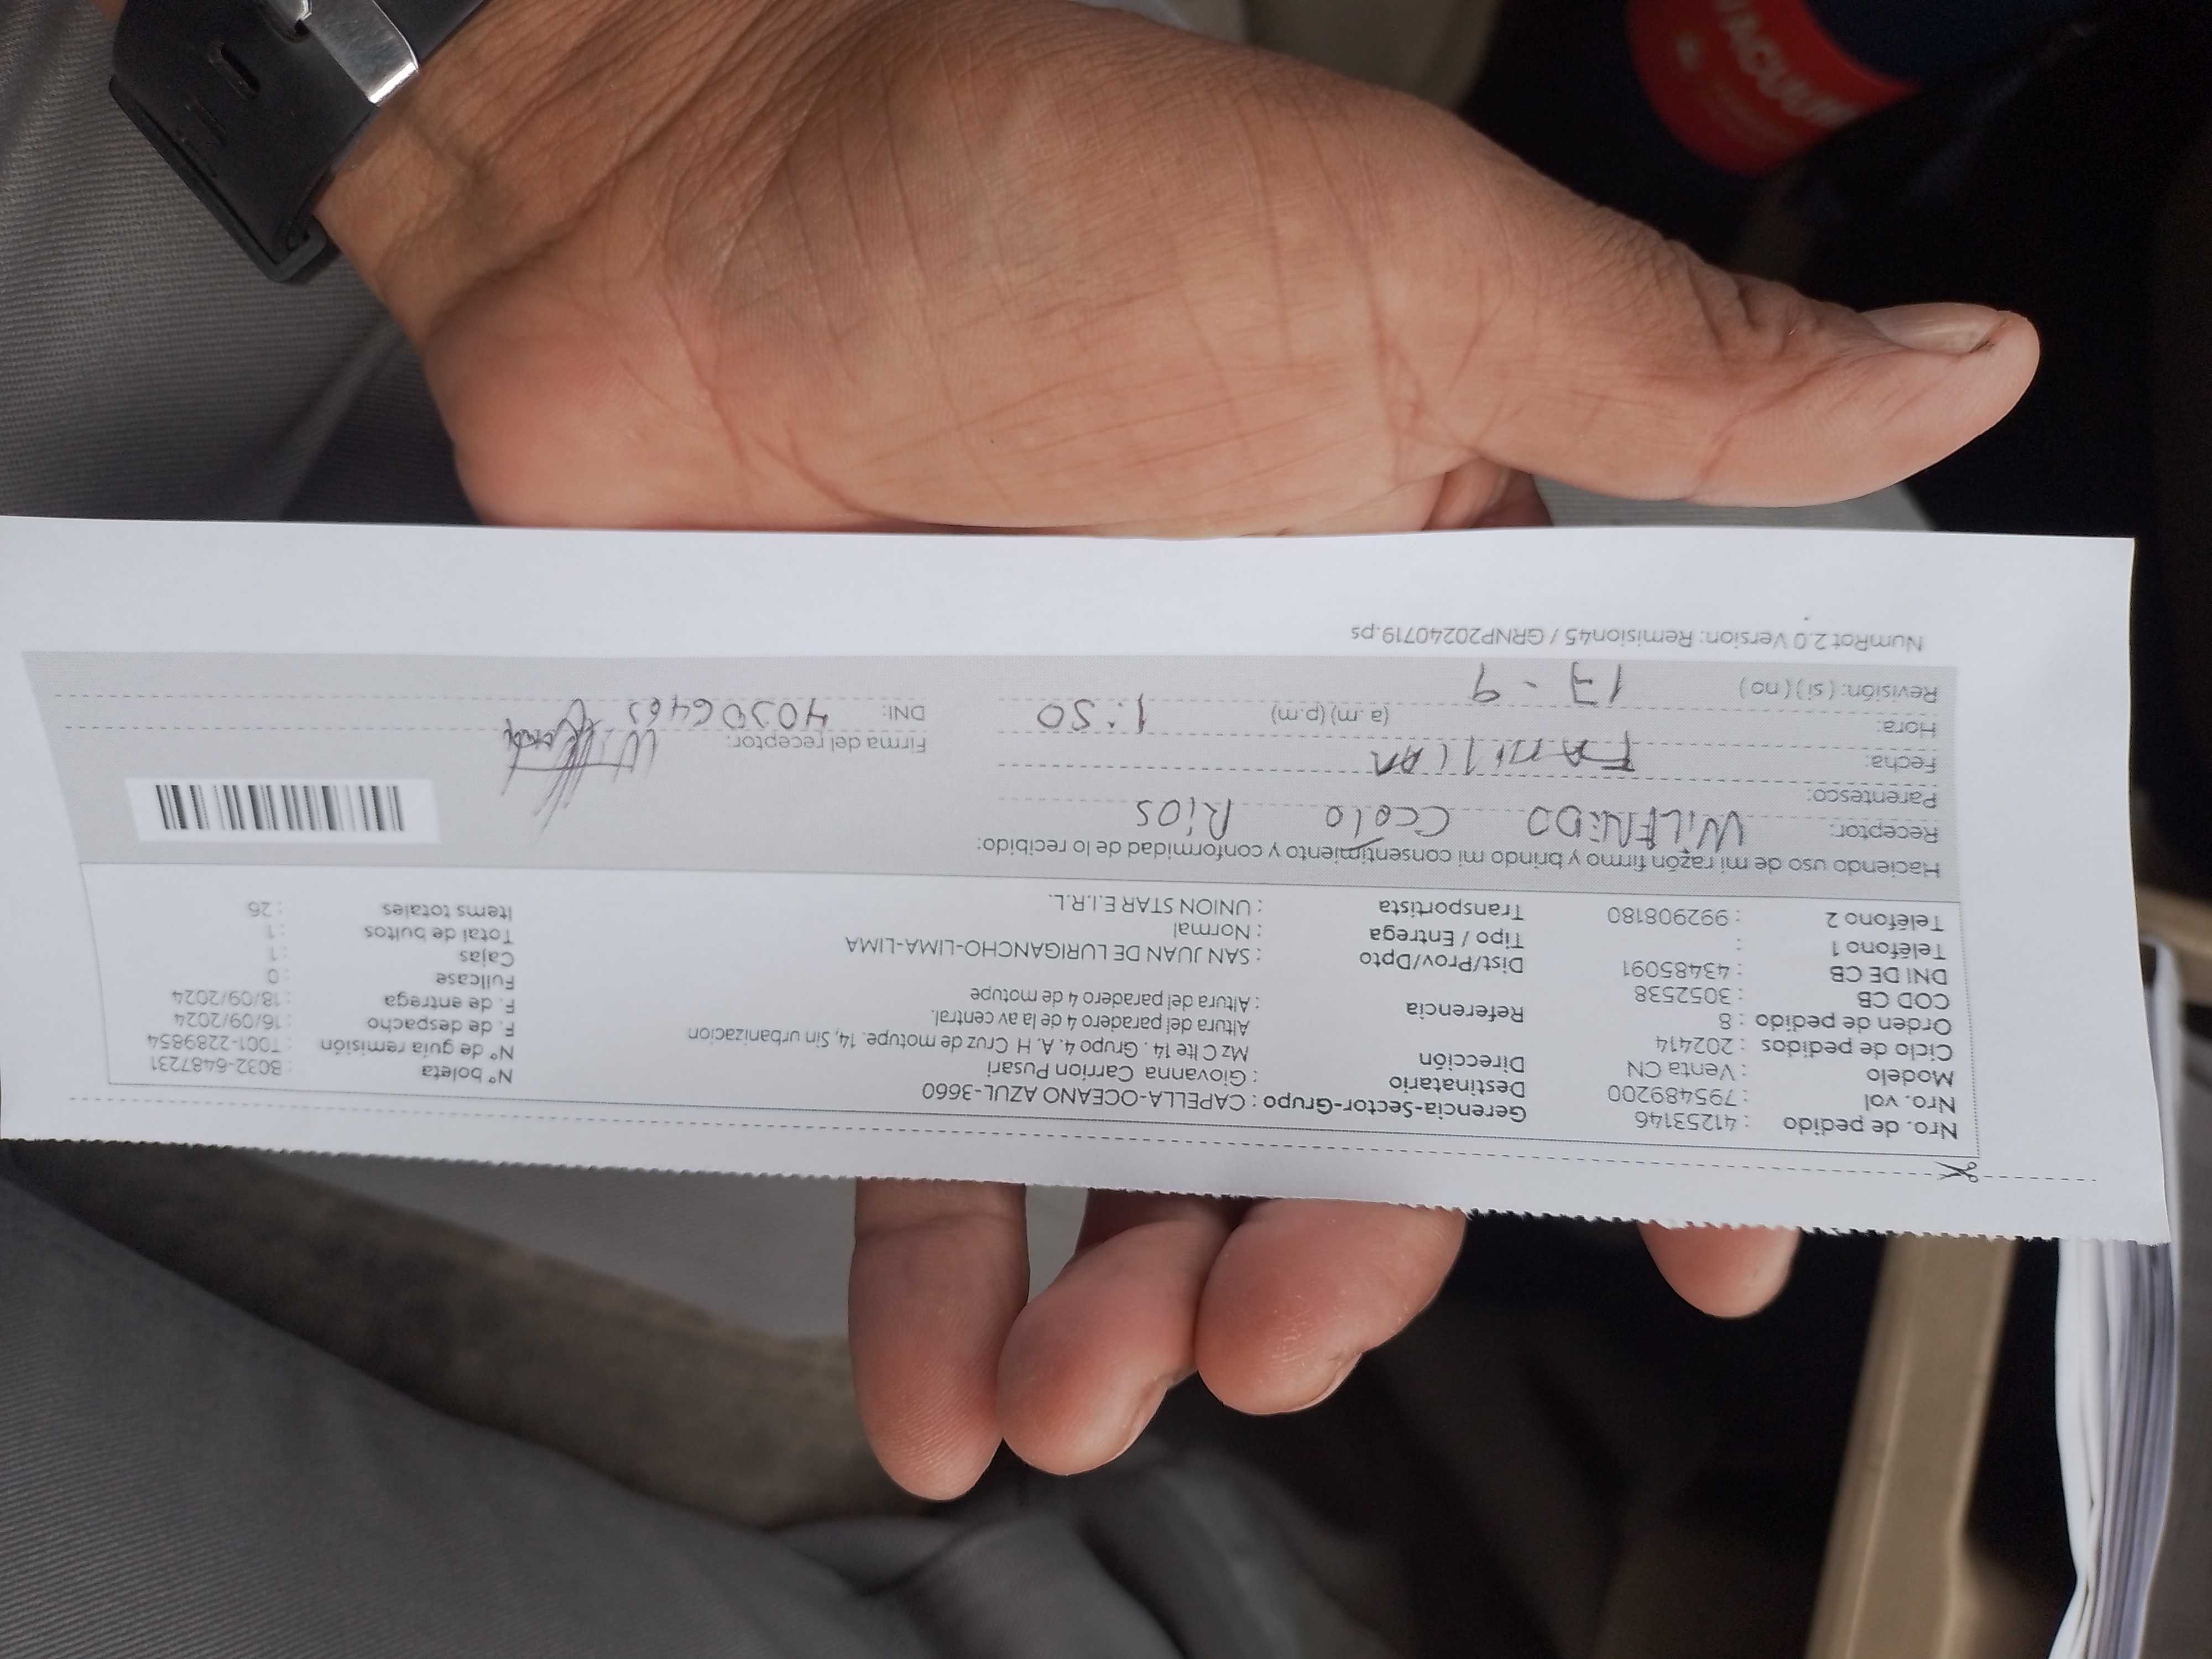 Nro. de pedido : 41253146
Nro. vol : 795489200
Modelo : Venta CN
Ciclo de pedidos : 202414
Orden de pedido : 8
COD CB : 3052538
DNI DE CB : 43485091
Teléfono 1 :
Teléfono 2 : 992908180
Gerencia-Sector-Grupo : CAPELLA-OCEANO AZUL-3660
Destinatario : Giovanna Carrion Pusari
Dirección Mz C lte 14 . Grupo 4. A. H Cruz de motupe. 14, Sin urbanizacion
Altura del paradero 4 de la av central.
Referencia : Altura del paradero 4 de motupe
Dist/Prov/Dpto : SAN JUAN DE LURIGANCHO-LIMA-LIMA
Tipo / Entrega : Normal
Transportista : UNION STAR E.I.R.L.
N° boleta : B032-6487231
N° de guía remisión : T001-2289854
F. de despacho : 16/09/2024
F. de entrega : 18/09/2024
Fullcase : 0
Cajas : 1
Total de bultos : 1
Items totales : 26
Haciendo uso de mi razón firmo y brindo mi consentimiento y conformidad de lo recibido:
Receptor: WILFREDO Ccolo Rios
Parentesco:
Fecha: FAMILIAR
Hora: (a .m) (p.m) 1:50
Revisión: ( si ) ( no ) 17-9
Firma del receptor:
DNI: 40306463
NumRot 2.0 Version: Remision45 / GRNP20240719.ps
VACUUM